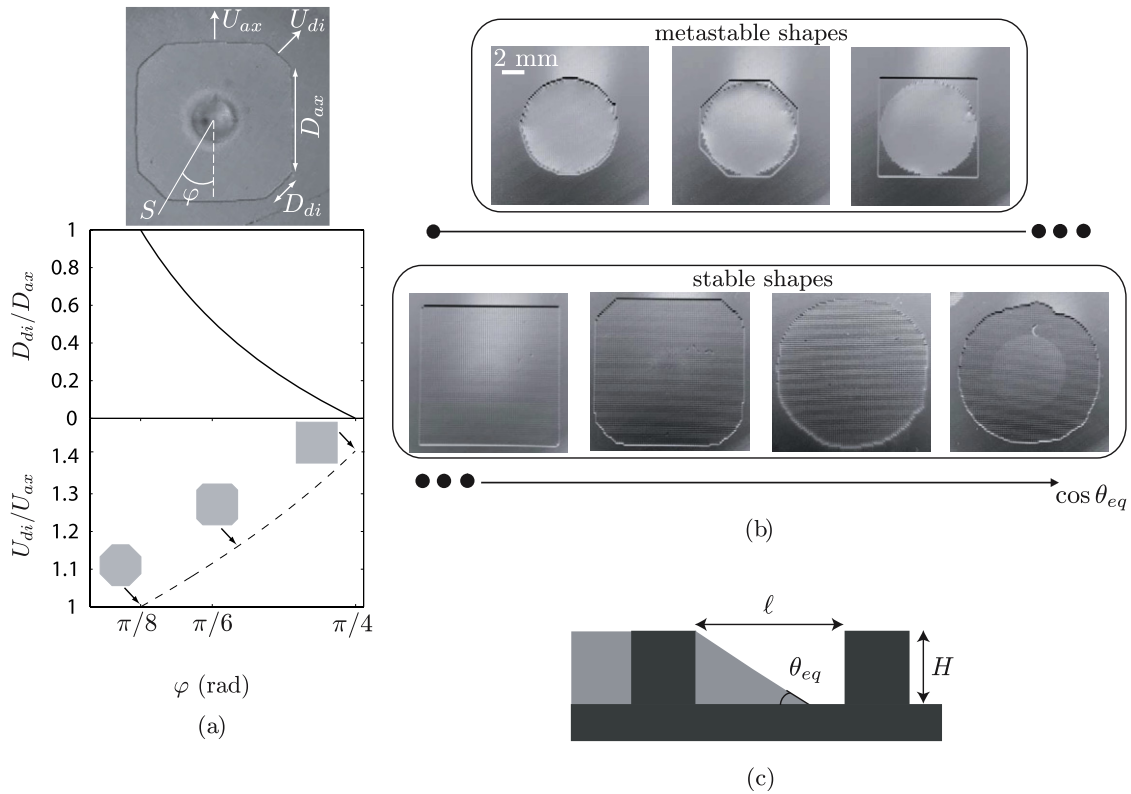 U_ax
U_di
D_ax
φ
S
D_di
1
0.8
0.6
0.4
0.2
0
D_di/D_ax
1.4
1.3
1.2
1.1
1
U_di/U_ax
π/8
π/6
π/4
φ (rad)
(a)
metastable shapes
2 mm
stable shapes
cos θ_eq
(b)
ℓ
θ_eq
H
(c)